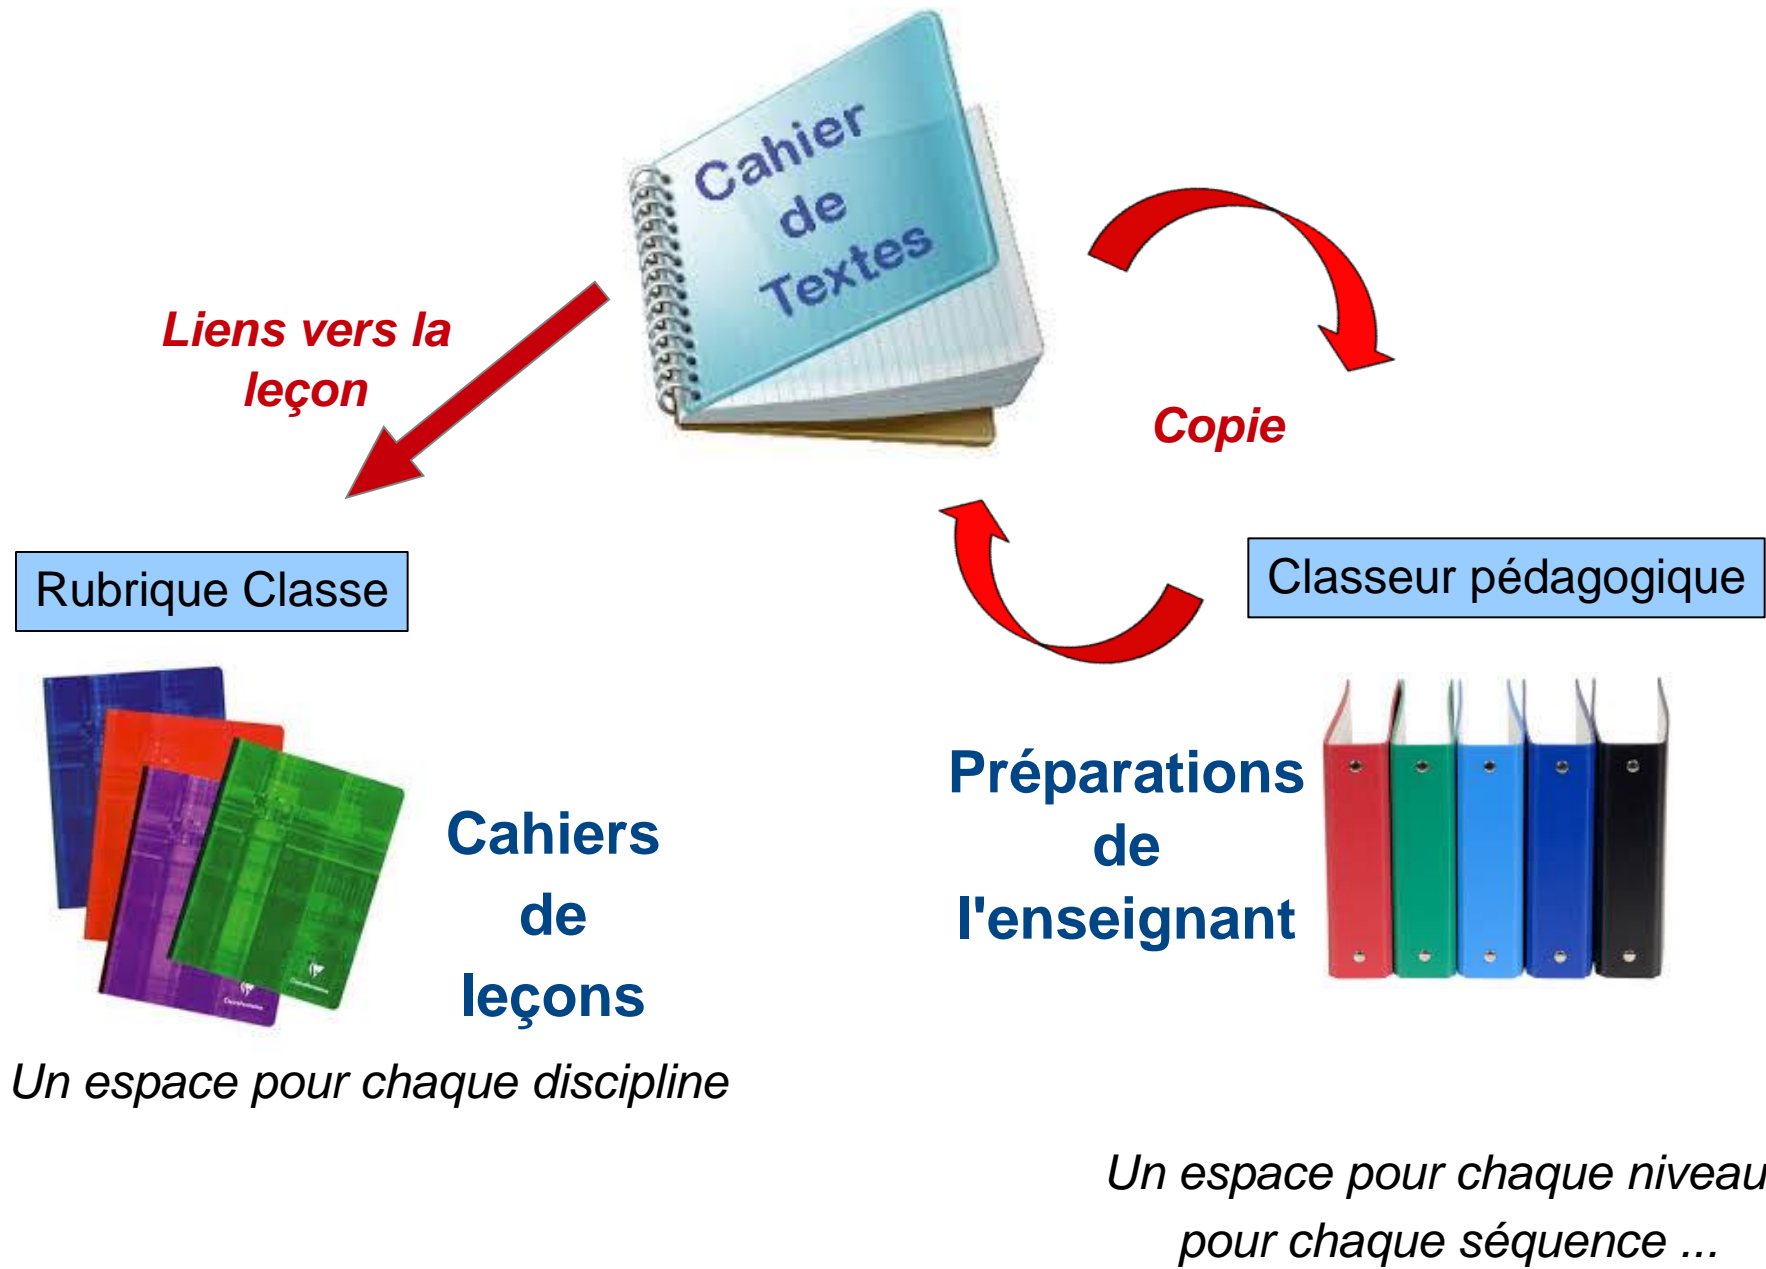 Cahier
de
Textes
Liens vers la
leçon
Copie
Rubrique Classe
Classeur pédagogique
Cahiers
de
leçons
Préparations
de
l'enseignant
Un espace pour chaque discipline
Un espace pour chaque niveau
pour chaque séquence ...